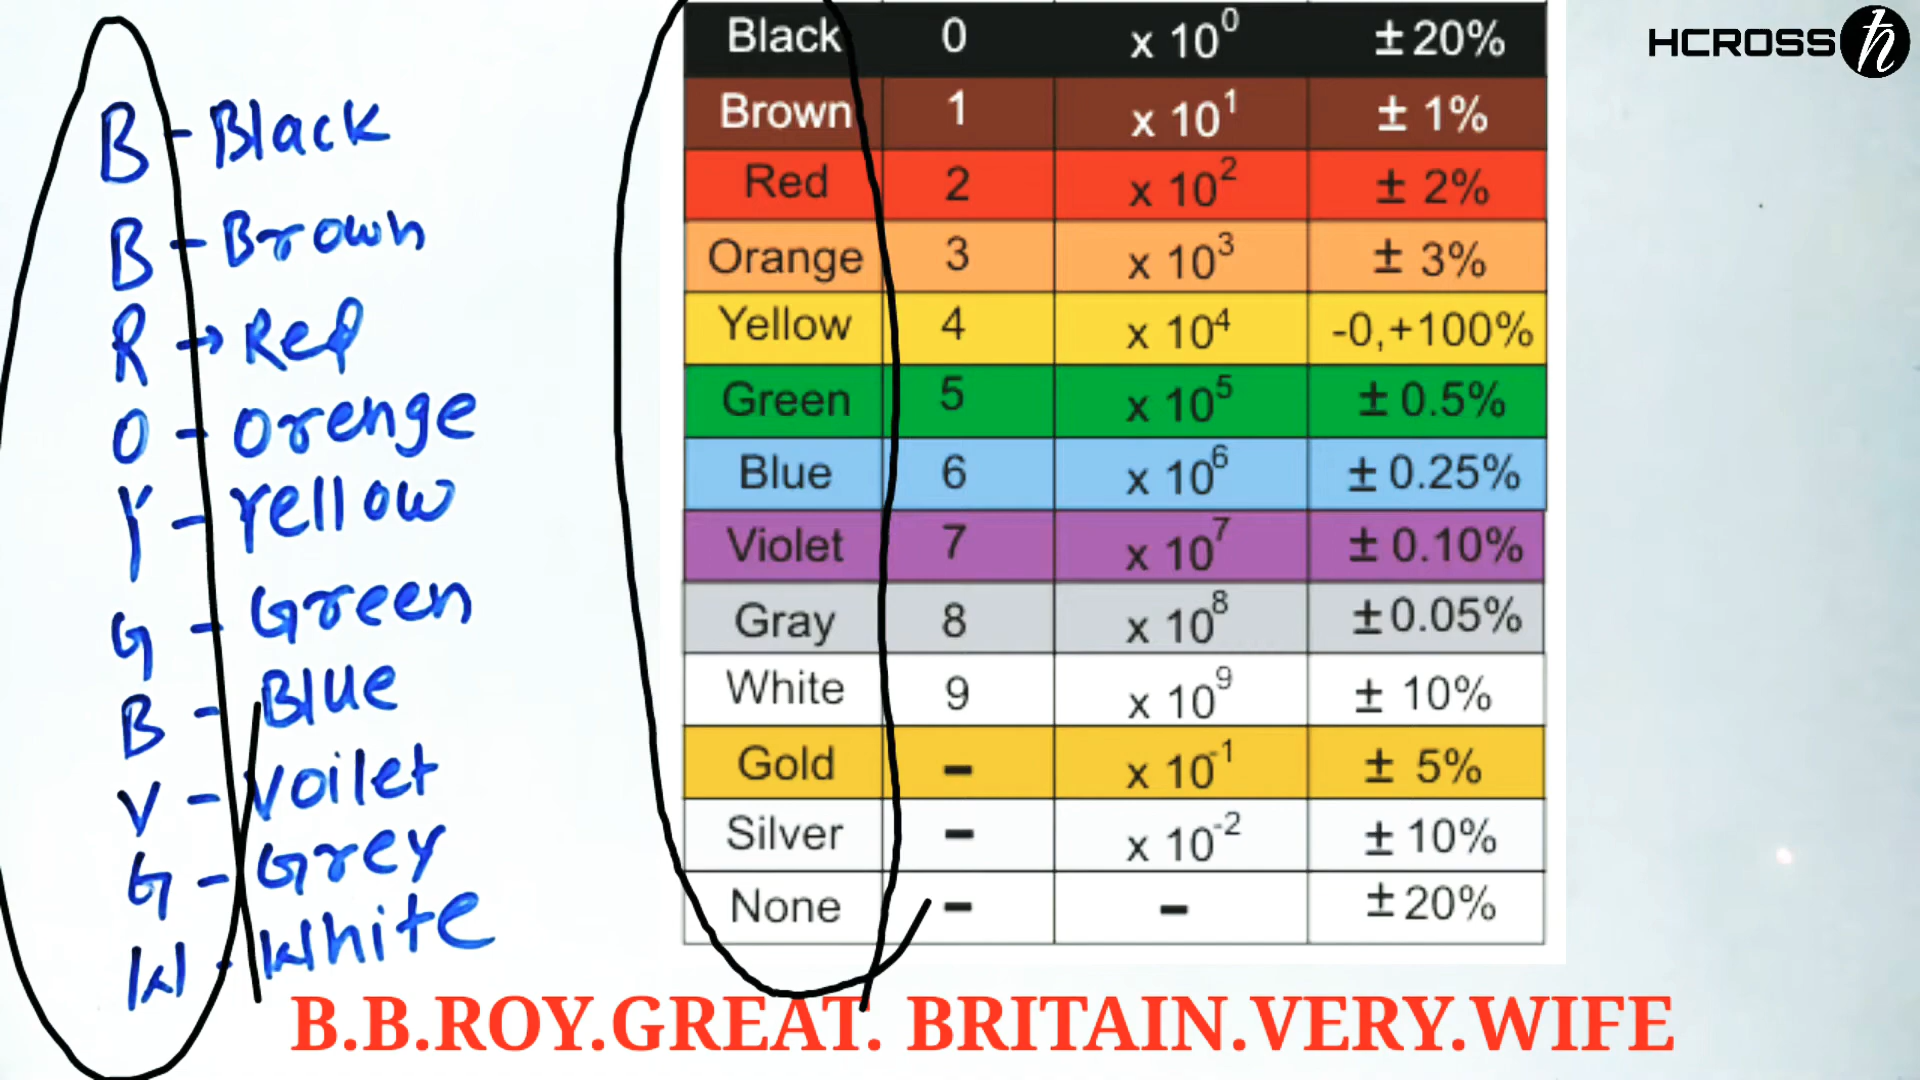 HCROSS ℏ
B - Black
B - Brown
R → Red
O - Orenge
Y - Yellow
G - Green
B - Blue
V - Voilet
G - Grey
W - White
Black 0 x 10⁰ ± 20%
Brown 1 x 10¹ ± 1%
Red 2 x 10² ± 2%
Orange 3 x 10³ ± 3%
Yellow 4 x 10⁴ -0,+100%
Green 5 x 10⁵ ± 0.5%
Blue 6 x 10⁶ ± 0.25%
Violet 7 x 10⁷ ± 0.10%
Gray 8 x 10⁸ ± 0.05%
White 9 x 10⁹ ± 10%
Gold - x 10⁻¹ ± 5%
Silver - x 10⁻² ± 10%
None - - ± 20%
B.B.ROY.GREAT. BRITAIN.VERY.WIFE